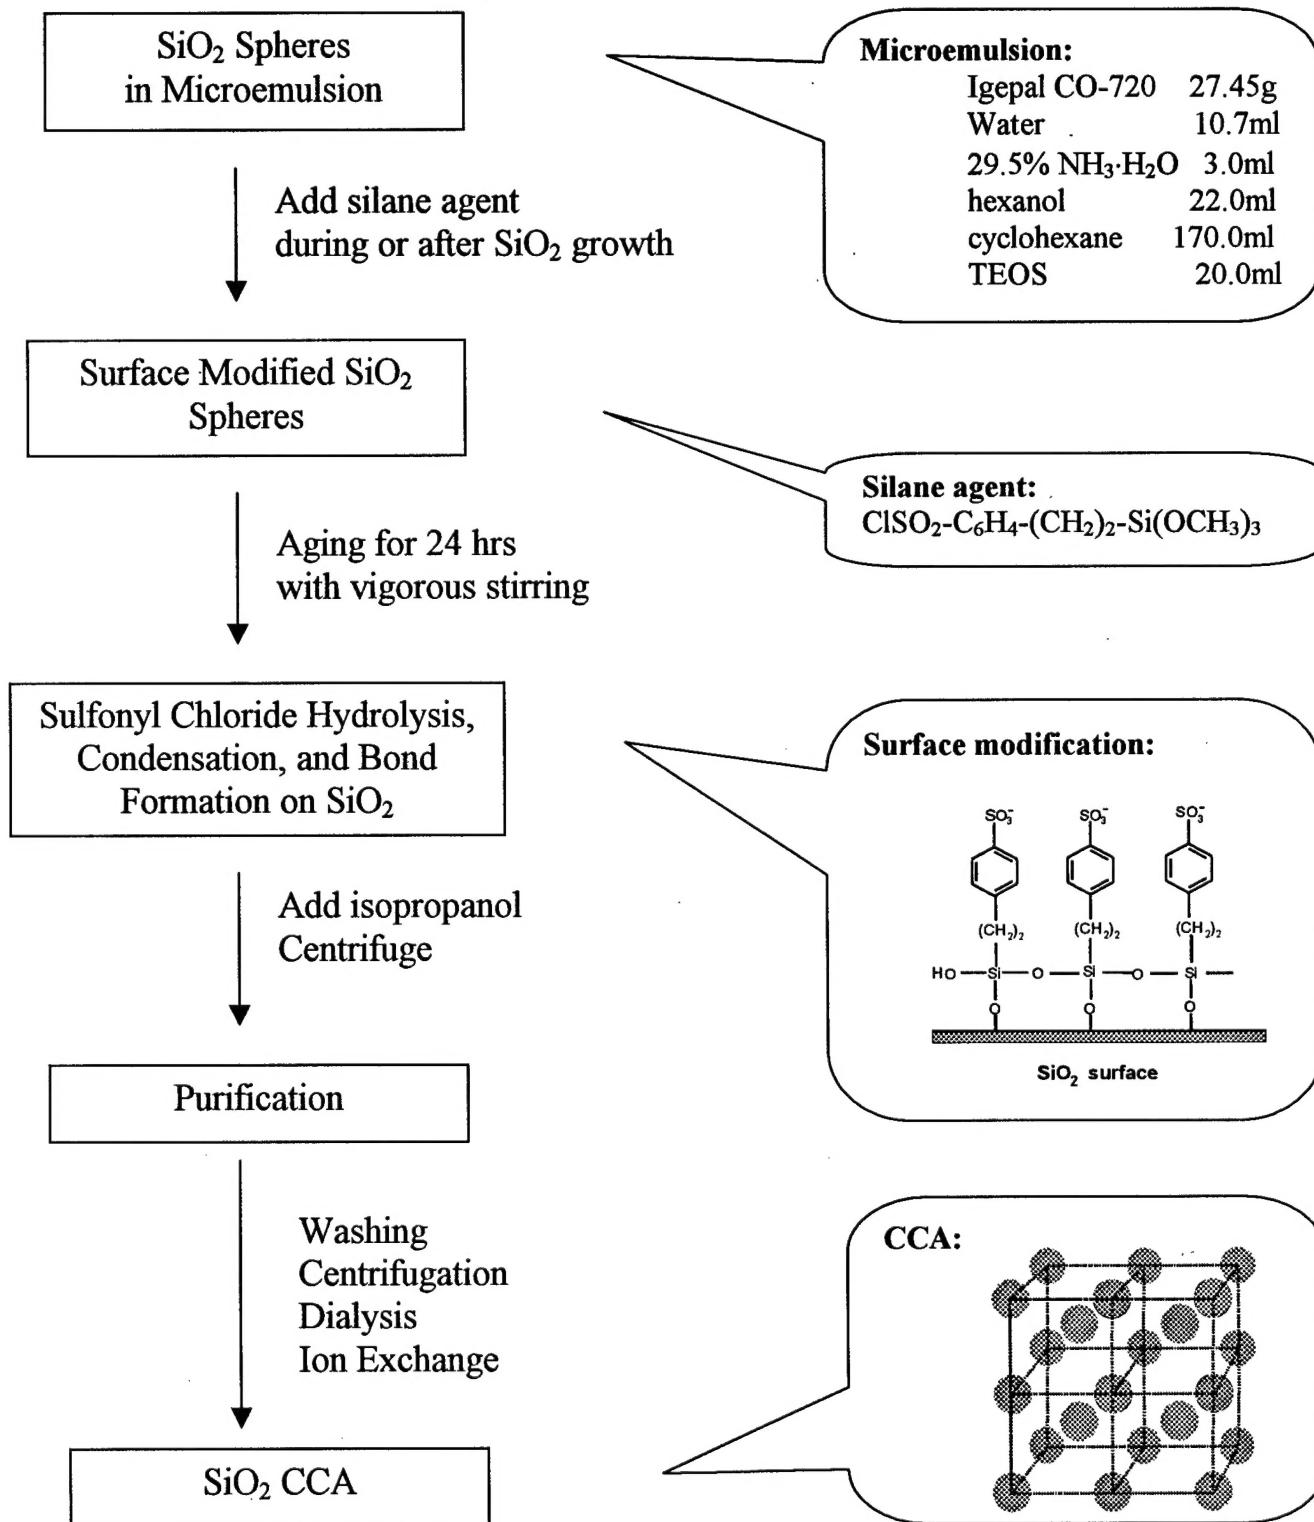 SiO₂ Spheres
in Microemulsion
Microemulsion:
Igepal CO-720 27.45g
Water 10.7ml
29.5% NH₃·H₂O 3.0ml
hexanol 22.0ml
cyclohexane 170.0ml
TEOS 20.0ml
Add silane agent
during or after SiO₂ growth
Surface Modified SiO₂
Spheres
Silane agent:
ClSO₂-C₆H₄-(CH₂)₂-Si(OCH₃)₃
Aging for 24 hrs
with vigorous stirring
Sulfonyl Chloride Hydrolysis,
Condensation, and Bond
Formation on SiO₂
Surface modification:
SO₃⁻ SO₃⁻ SO₃⁻
(CH₂)₂ (CH₂)₂ (CH₂)₂
HO Si O Si O Si
O O O
SiO₂ surface
Add isopropanol
Centrifuge
Purification
Washing
Centrifugation
Dialysis
Ion Exchange
CCA:
SiO₂ CCA